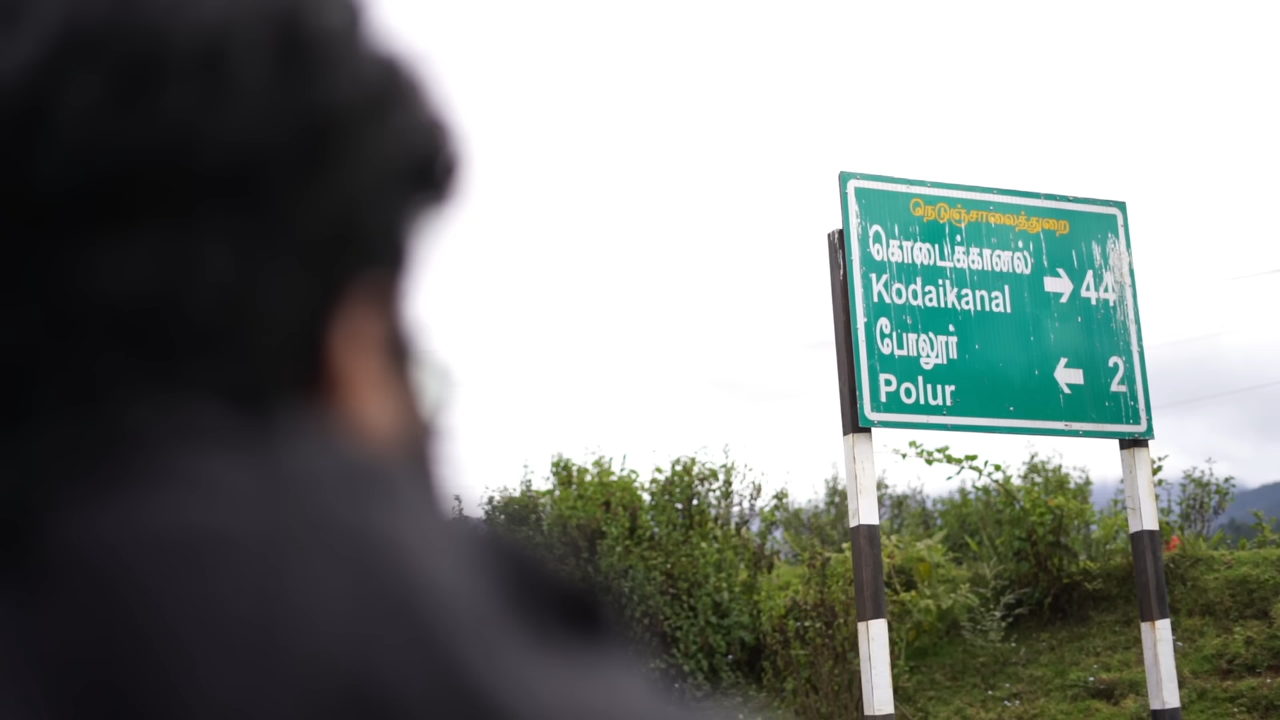 நெடுஞ்சாலைத்துறை
கொடைக்கானல்
Kodaikanal → 44
போலூர்
Polur ← 2